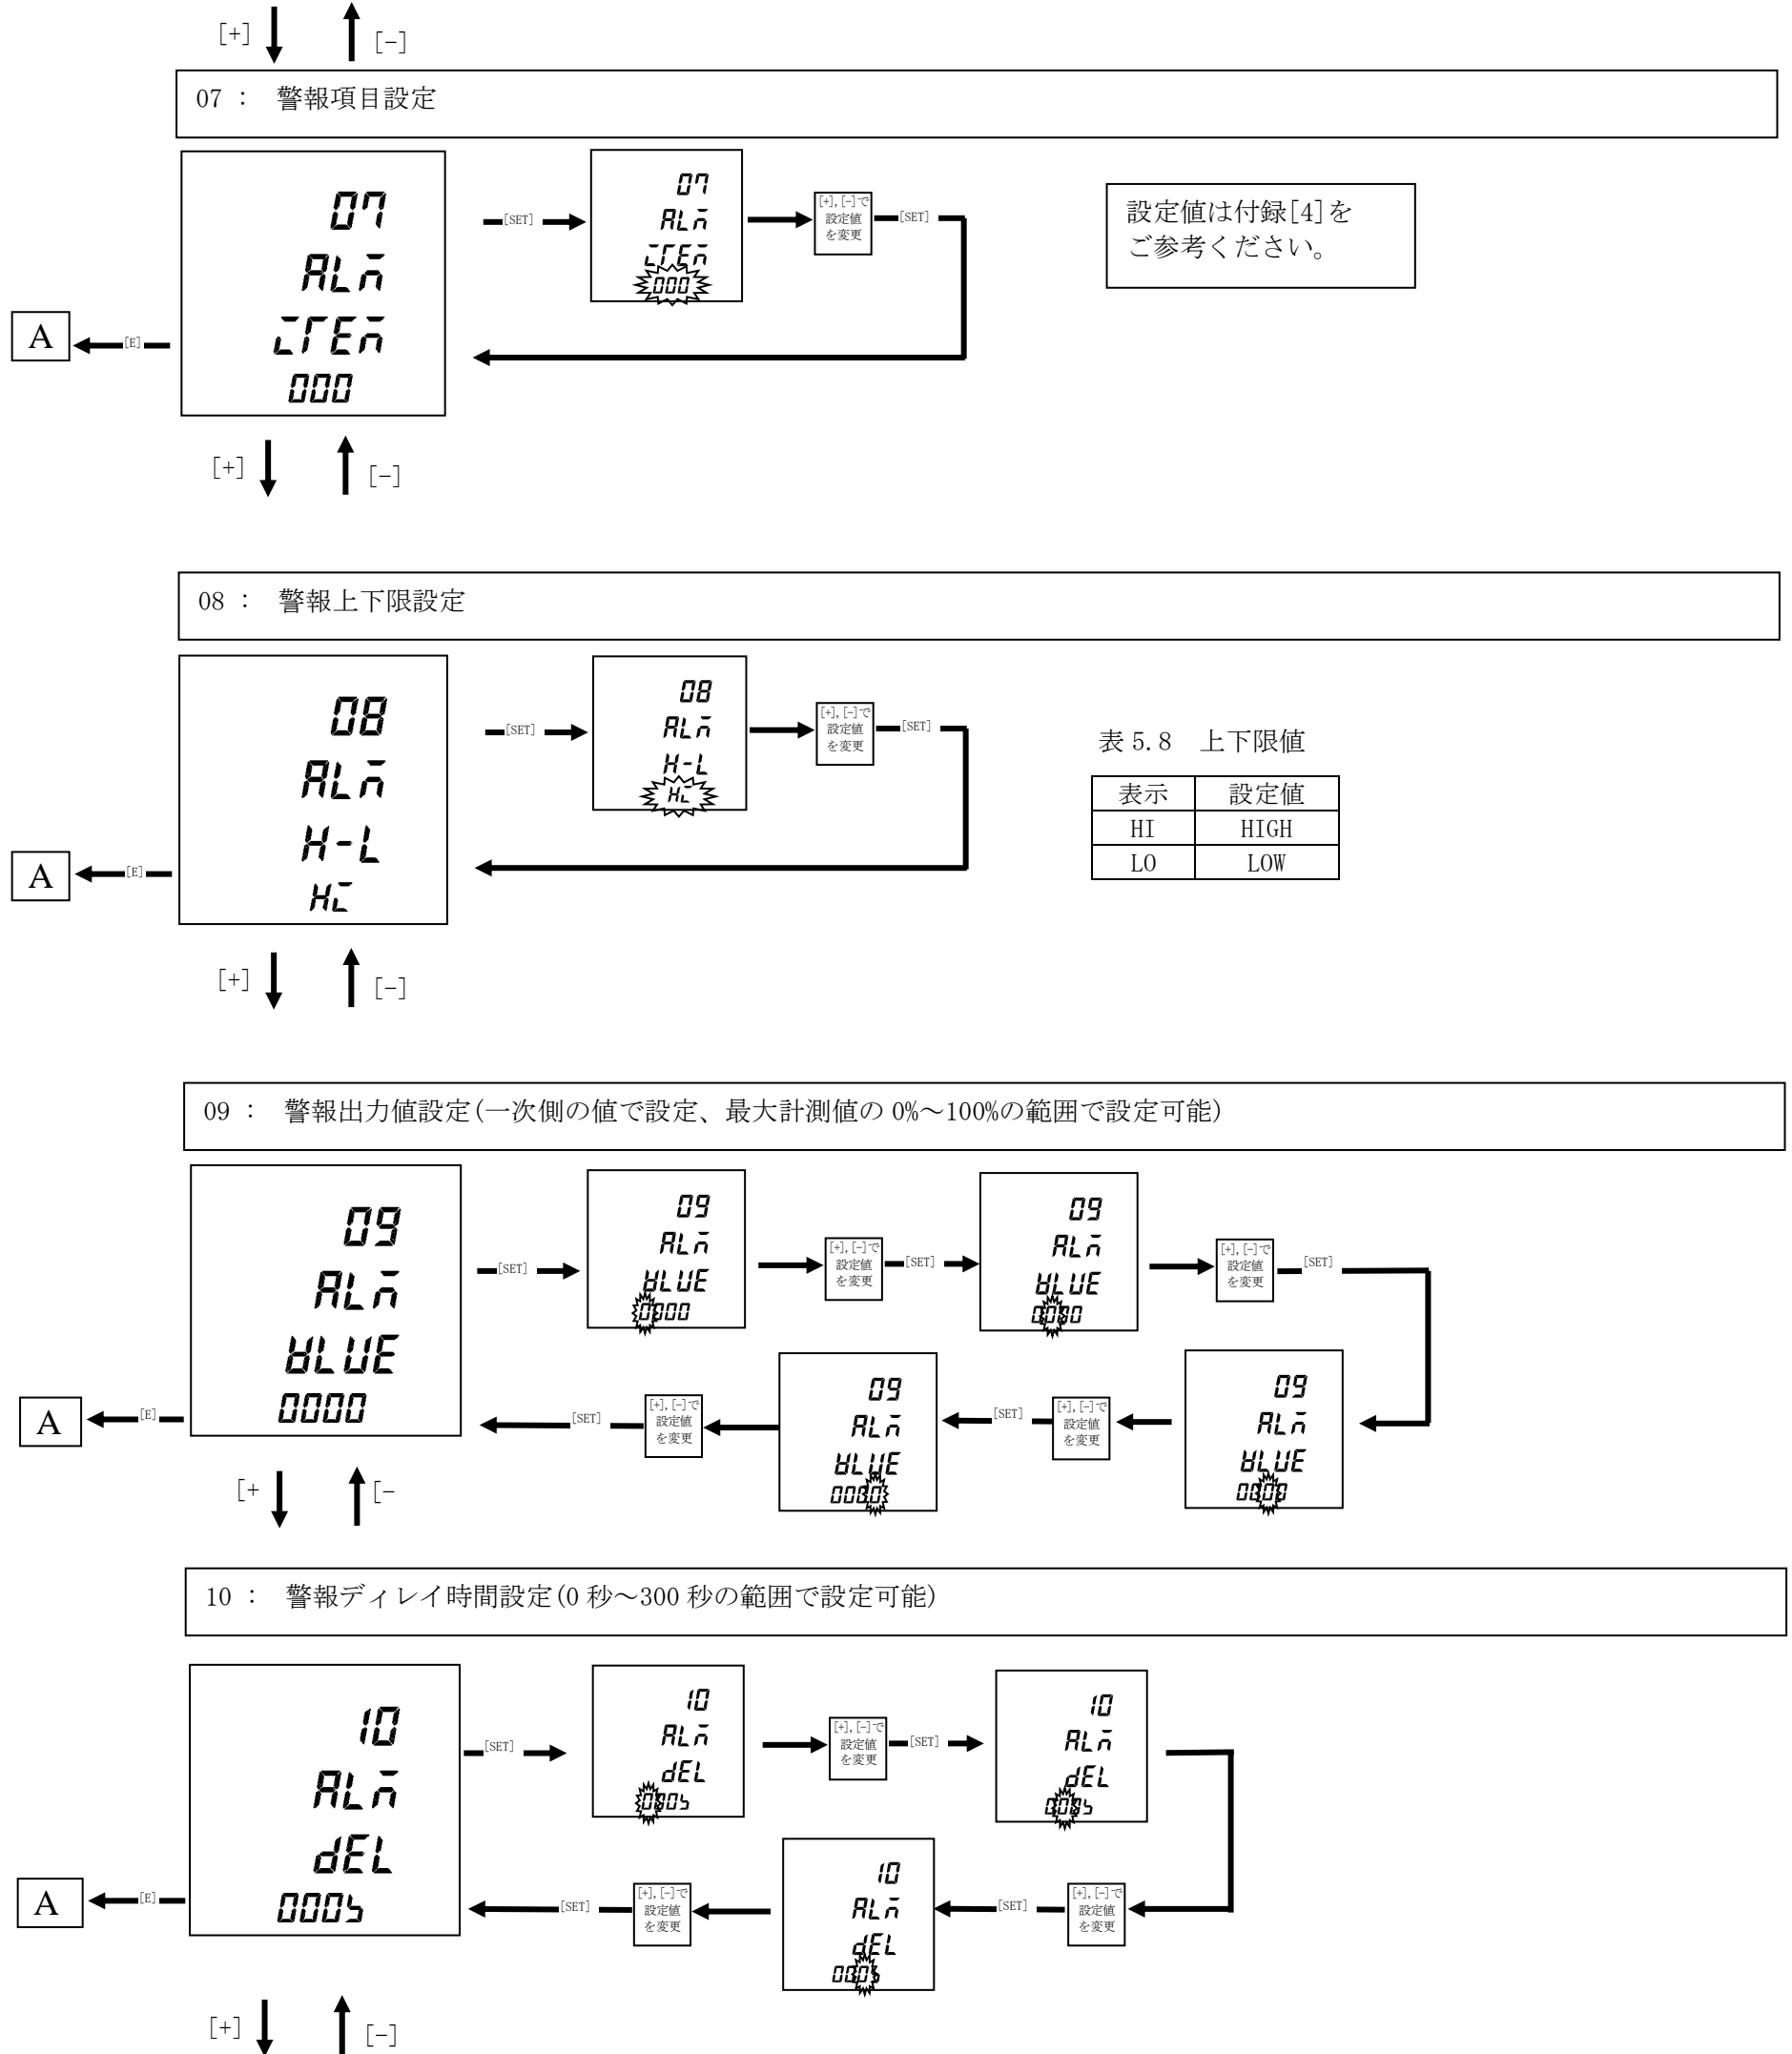 [+]
[-]
07 : 警報項目設定
07
ALM
ITEM
000
A
[E]
[SET]
07
ALM
ITEM
000
[+],[-]で
設定値
を変更
[SET]
設定値は付録[4]を
ご参考ください。
[+]
[-]
08 : 警報上下限設定
08
ALM
H-L
HI
A
[E]
[SET]
08
ALM
H-L
HI
[+],[-]で
設定値
を変更
[SET]
表 5.8 上下限値
表示 設定値
HI HIGH
LO LOW
[+]
[-]
09 : 警報出力値設定(一次側の値で設定、最大計測値の 0%～100%の範囲で設定可能)
09
ALM
VLUE
0000
A
[E]
[SET]
09
ALM
VLUE
0000
[+],[-]で
設定値
を変更
[SET]
09
ALM
VLUE
0000
[+],[-]で
設定値
を変更
[SET]
09
ALM
VLUE
0000
[+],[-]で
設定値
を変更
[SET]
09
ALM
VLUE
0000
[+],[-]で
設定値
を変更
[SET]
[+
[-
10 : 警報ディレイ時間設定(0 秒～300 秒の範囲で設定可能)
10
ALM
dEL
000s
A
[E]
[SET]
10
ALM
dEL
000s
[+],[-]で
設定値
を変更
[SET]
10
ALM
dEL
000s
[+],[-]で
設定値
を変更
[SET]
10
ALM
dEL
000s
[+],[-]で
設定値
を変更
[SET]
[+]
[-]